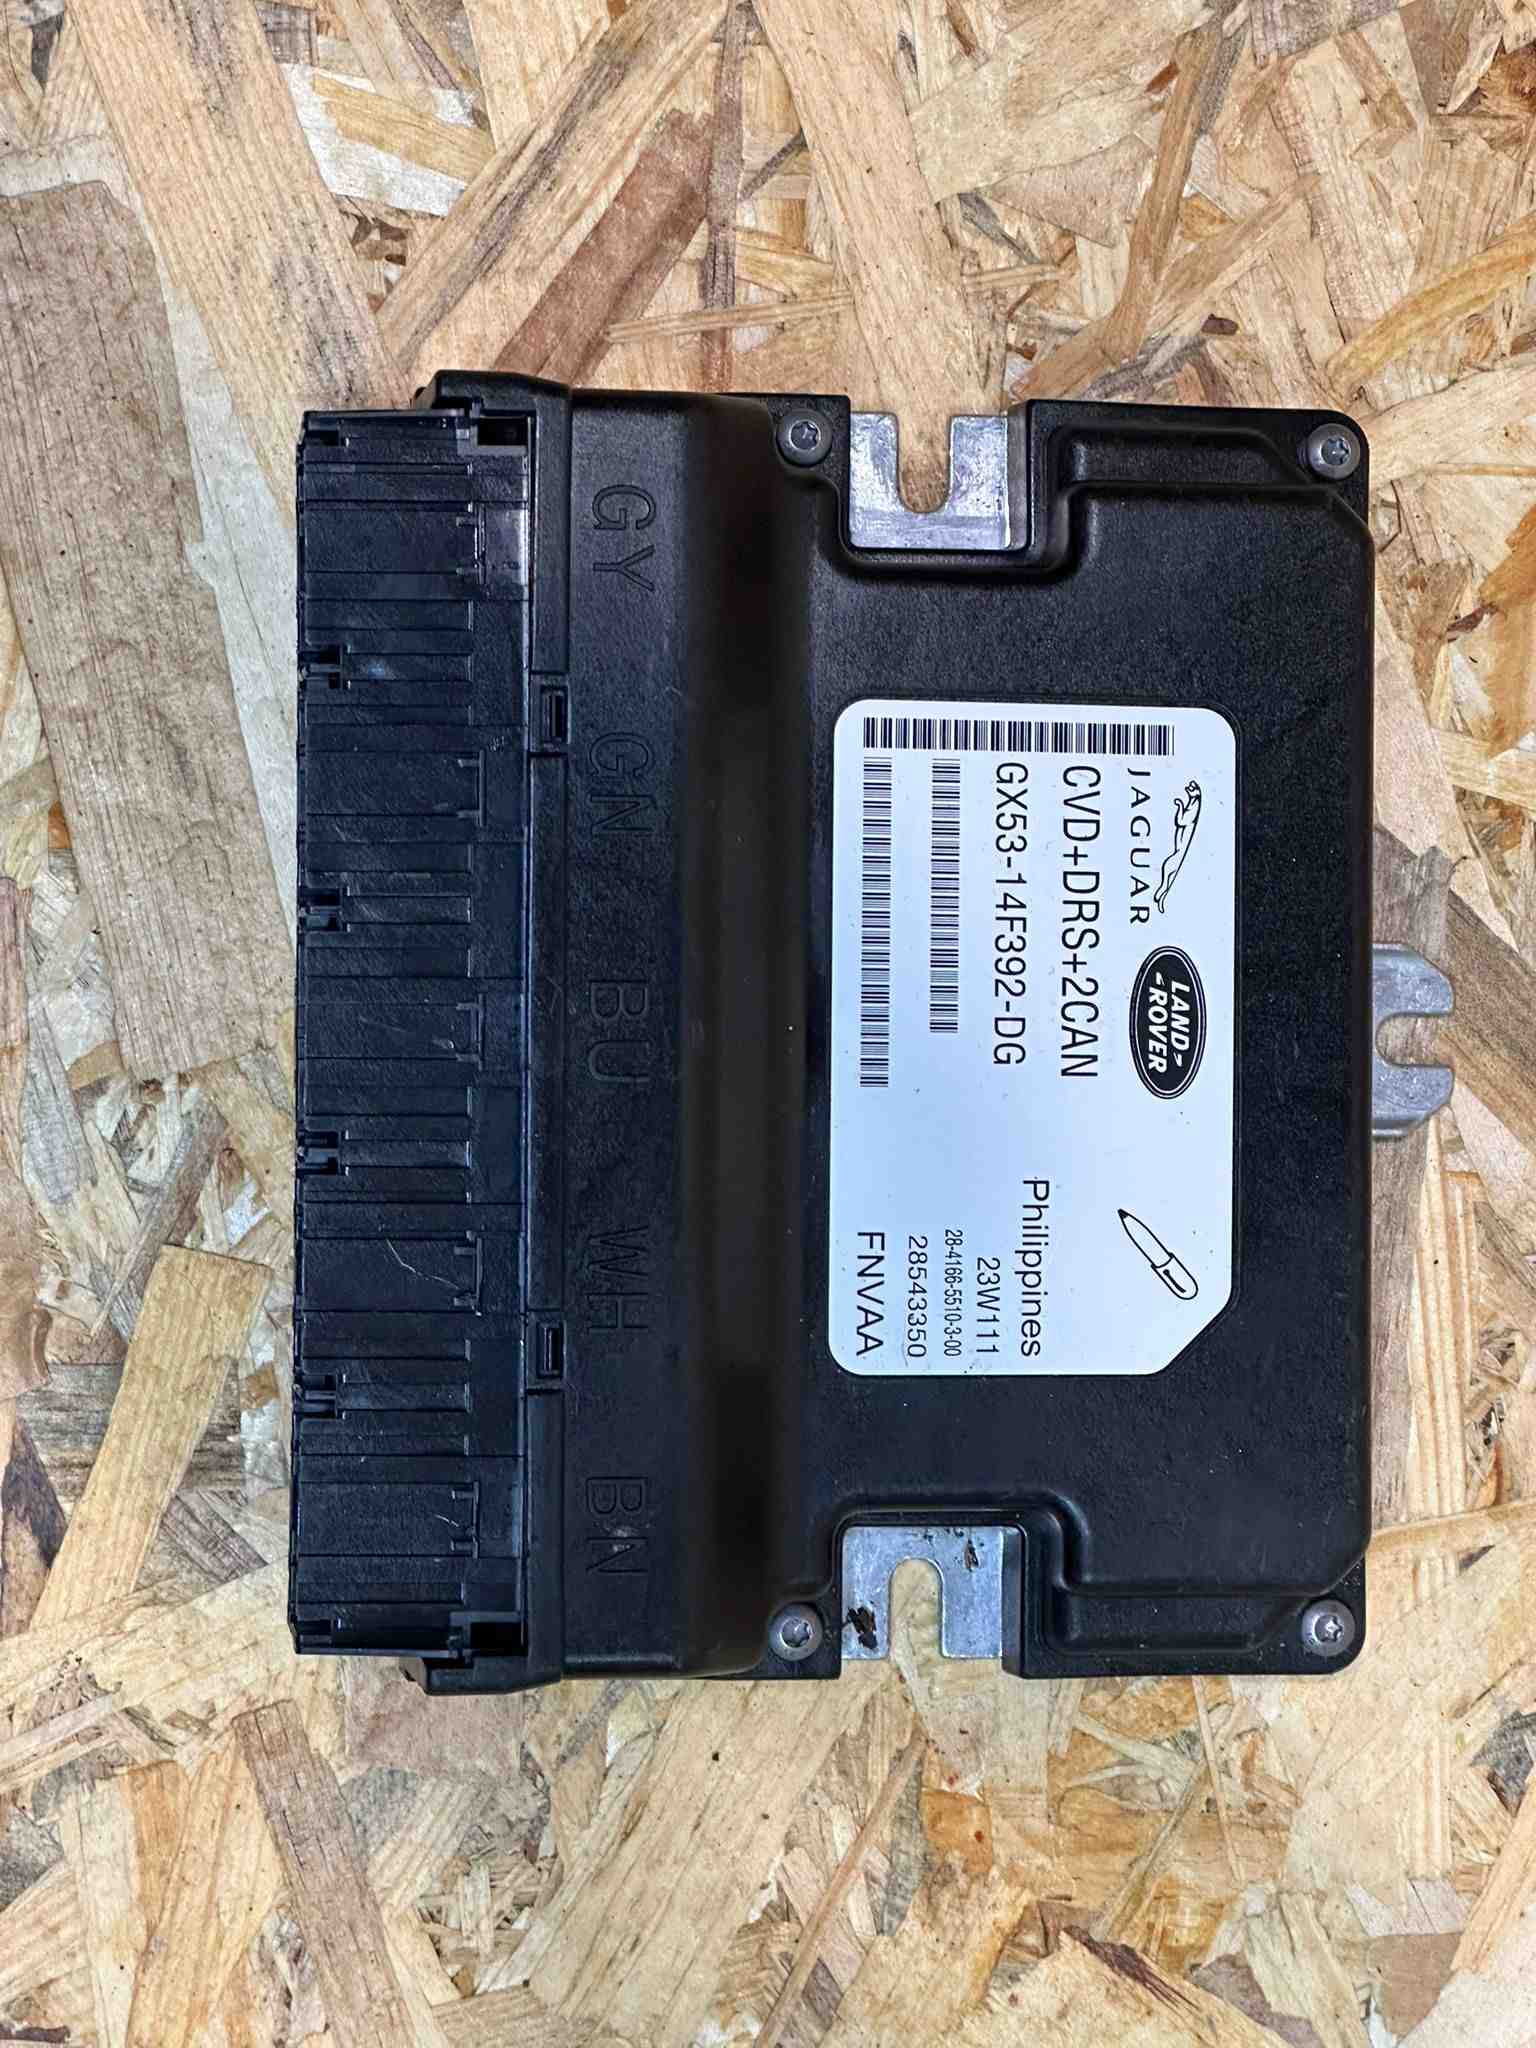 JAGUAR
LAND
ROVER
CVD+DRS+2CAN
GX53-14F392-DG
Philippines
23W111
28-4166-5510-3-00
28543350
FNVAA
GY GN BU WH BN